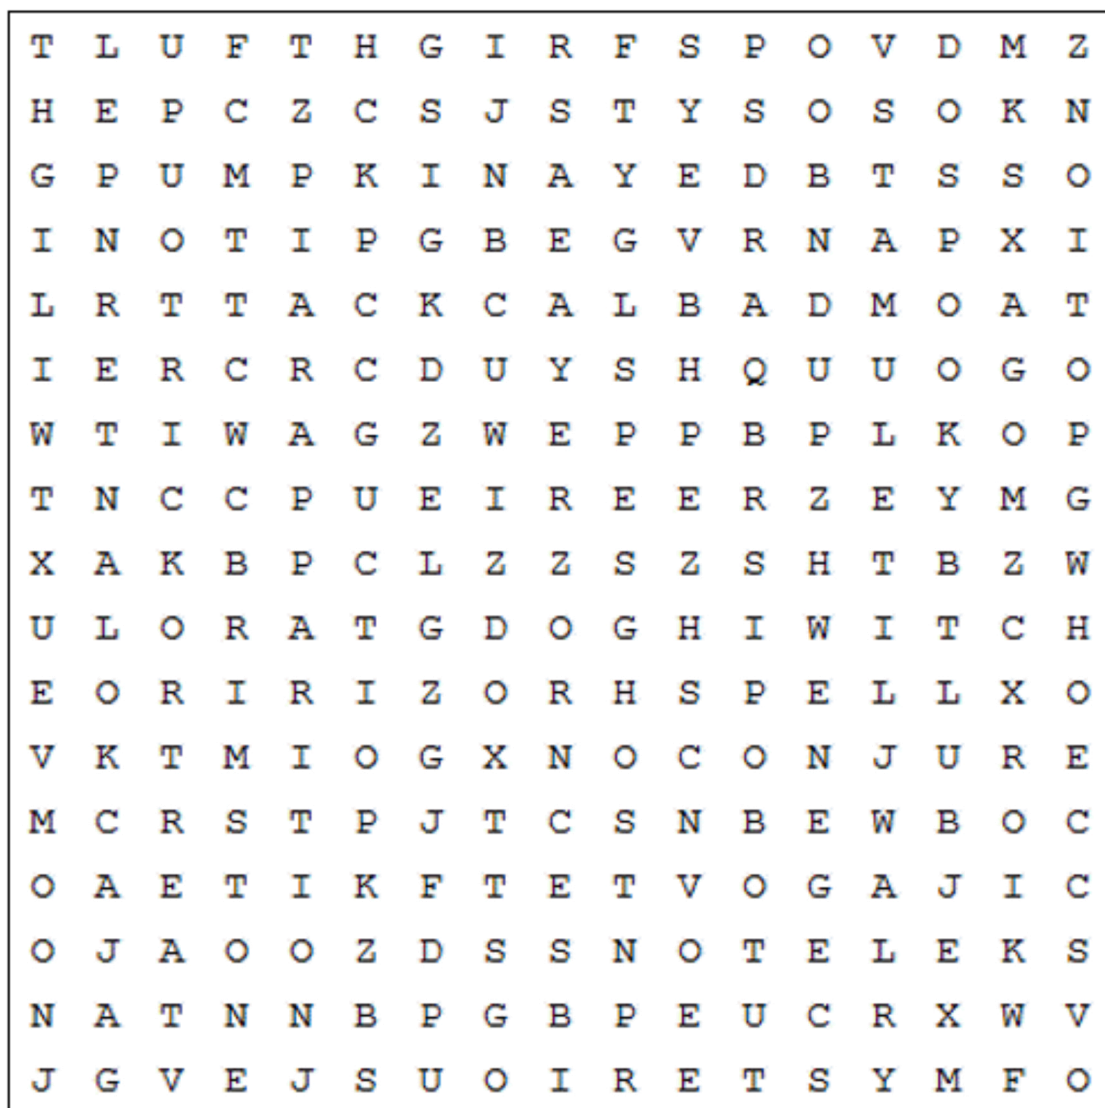 T L U F T H G I R F S P O V D M Z
H E P C Z C S J S T Y S O S O K N
G P U M P K I N A Y E D B T S S O
I N O T I P G B E G V R N A P X I
L R T T A C K C A L B A D M O A T
I E R C R C D U Y S H Q U U O G O
W T I W A G Z W E P P B P L K O P
T N C C P U E I R E E R Z E Y M G
X A K B P C L Z Z S Z S H T B Z W
U L O R A T G D O G H I W I T C H
E O R I R I Z O R H S P E L L X O
V K T M I O G X N O C O N J U R E
M C R S T P J T C S N B E W B O C
O A E T I K F T E T V O G A J I C
O J A O O Z D S S N O T E L E K S
N A T N N B P G B P E U C R X W V
J G V E J S U O I R E T S Y M F O